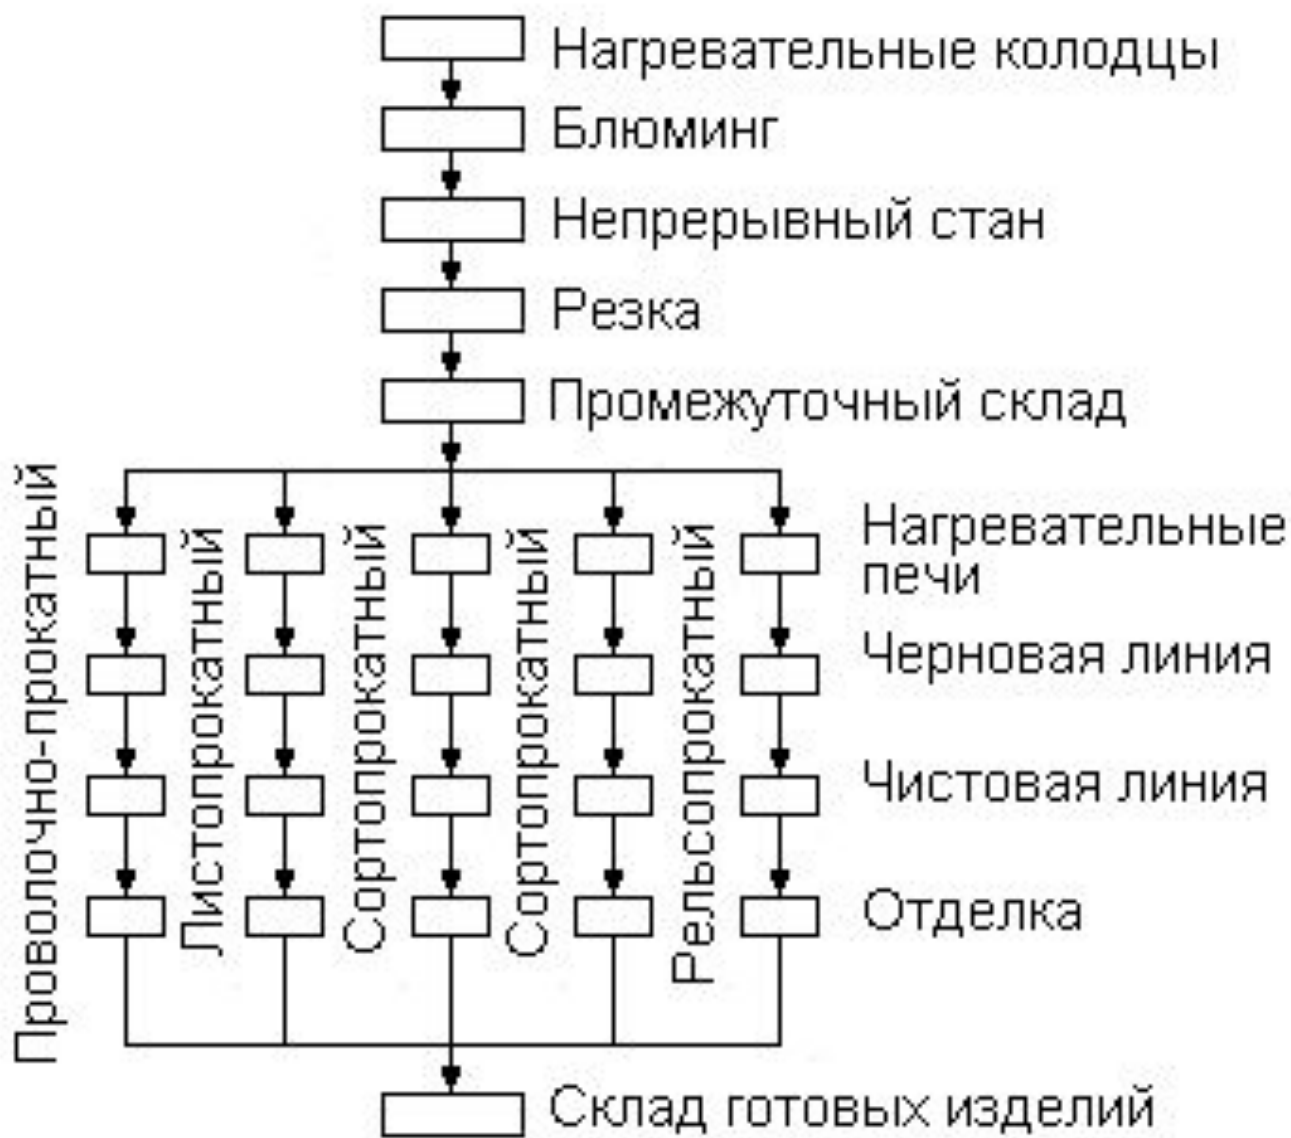 Нагревательные колодцы
Блюминг
Непрерывный стан
Резка
Промежуточный склад
Проволочно-прокатный
Листопрокатный
Сортопрокатный
Сортопрокатный
Рельсопрокатный
Нагревательные
печи
Черновая линия
Чистовая линия
Отделка
Склад готовых изделий